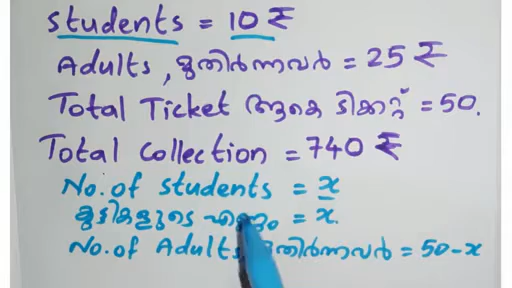 Students = 10 ₹
Adults, മുതിർന്നവർ = 25 ₹
Total Ticket ആകെ ടിക്കറ്റ് = 50.
Total Collection = 740 ₹
No. of students = x
കുട്ടികളുടെ എണ്ണം = x.
No. of Adults മുതിർന്നവർ = 50-x